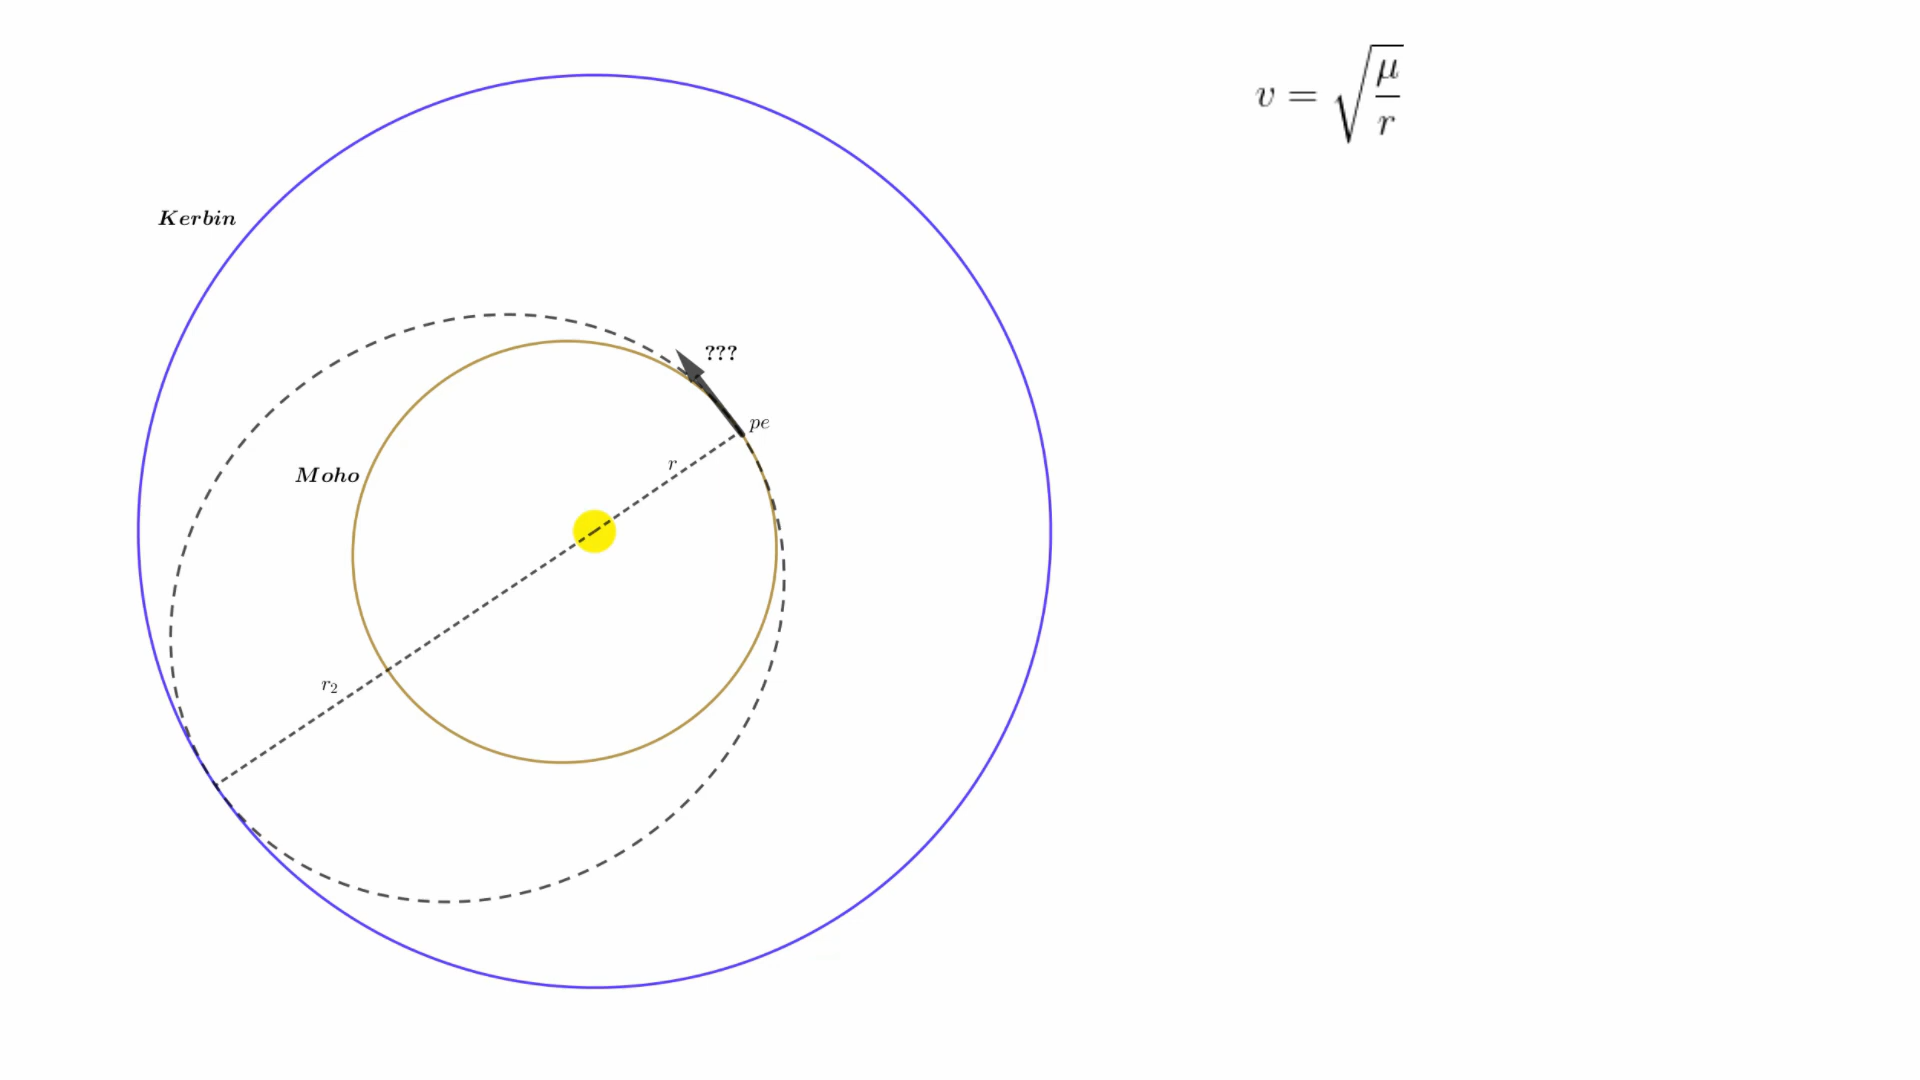 v = √(μ/r)
Kerbin
???
pe
r
Moho
r₂